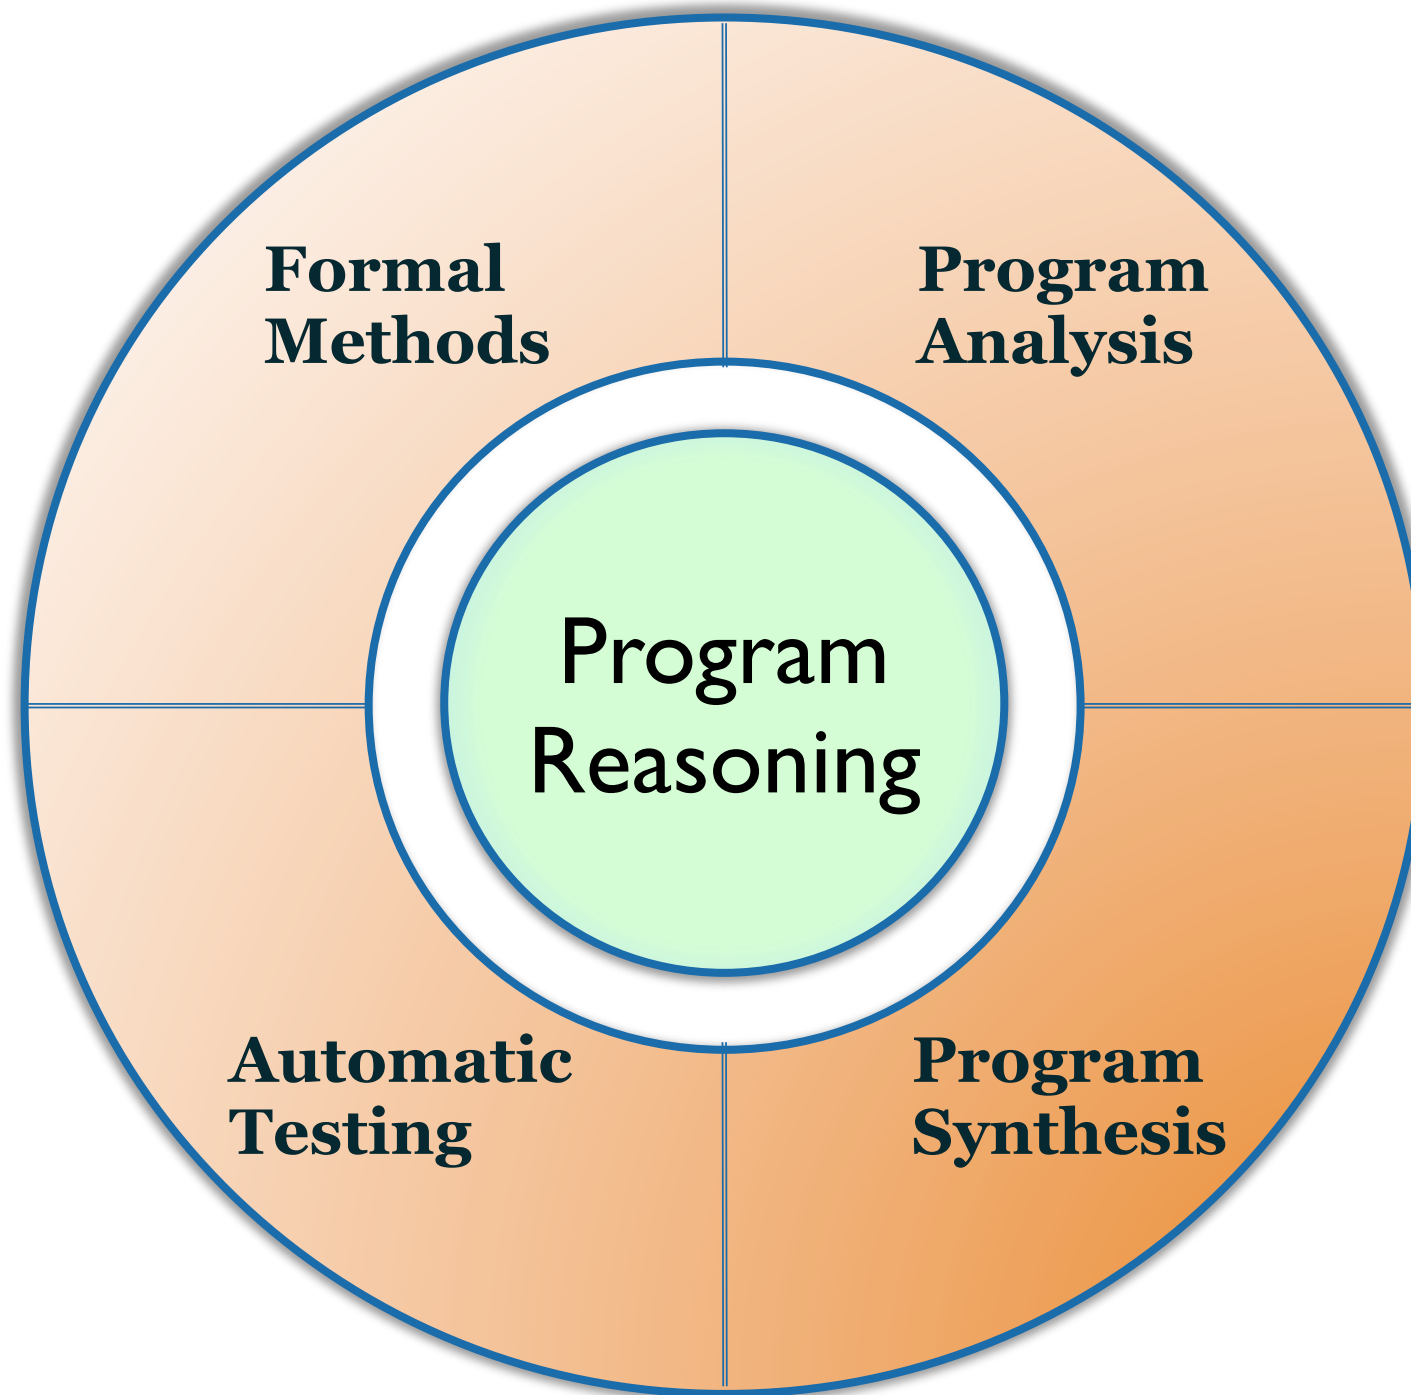 Formal
Methods
Program
Analysis
Program
Reasoning
Automatic
Testing
Program
Synthesis